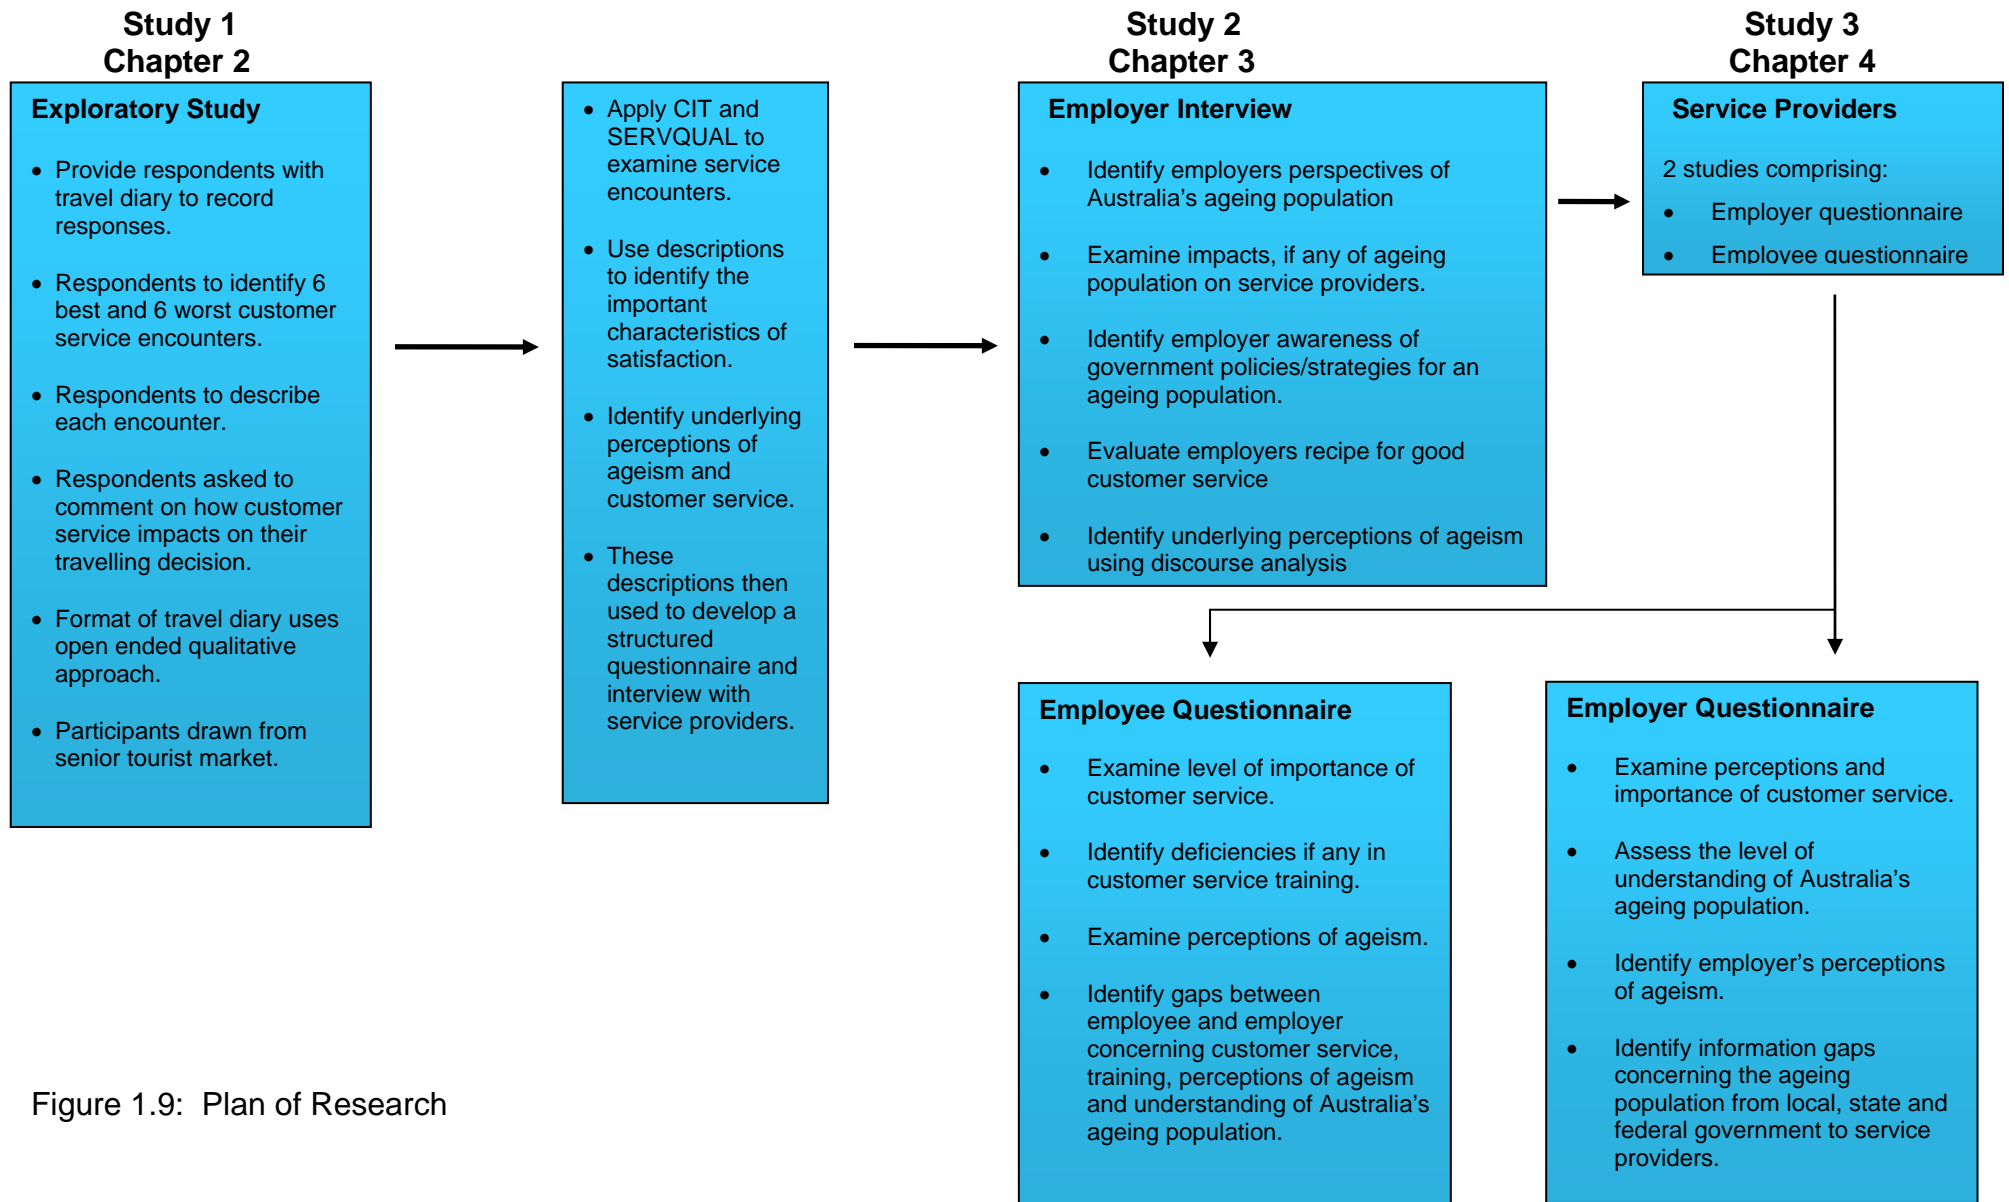 Study 1
Chapter 2
Exploratory Study
• Provide respondents with
travel diary to record
responses.
• Respondents to identify 6
best and 6 worst customer
service encounters.
• Respondents to describe
each encounter.
• Respondents asked to
comment on how customer
service impacts on their
travelling decision.
• Format of travel diary uses
open ended qualitative
approach.
• Participants drawn from
senior tourist market.
• Apply CIT and
SERVQUAL to
examine service
encounters.
• Use descriptions
to identify the
important
characteristics of
satisfaction.
• Identify underlying
perceptions of
ageism and
customer service.
• These
descriptions then
used to develop a
structured
questionnaire and
interview with
service providers.
Study 2
Chapter 3
Employer Interview
• Identify employers perspectives of
Australia’s ageing population
• Examine impacts, if any of ageing
population on service providers.
• Identify employer awareness of
government policies/strategies for an
ageing population.
• Evaluate employers recipe for good
customer service
• Identify underlying perceptions of ageism
using discourse analysis
Study 3
Chapter 4
Service Providers
2 studies comprising:
• Employer questionnaire
• Employee questionnaire
Employee Questionnaire
• Examine level of importance of
customer service.
• Identify deficiencies if any in
customer service training.
• Examine perceptions of ageism.
• Identify gaps between
employee and employer
concerning customer service,
training, perceptions of ageism
and understanding of Australia’s
ageing population.
Employer Questionnaire
• Examine perceptions and
importance of customer service.
• Assess the level of
understanding of Australia’s
ageing population.
• Identify employer’s perceptions
of ageism.
• Identify information gaps
concerning the ageing
population from local, state and
federal government to service
providers.
Figure 1.9: Plan of Research